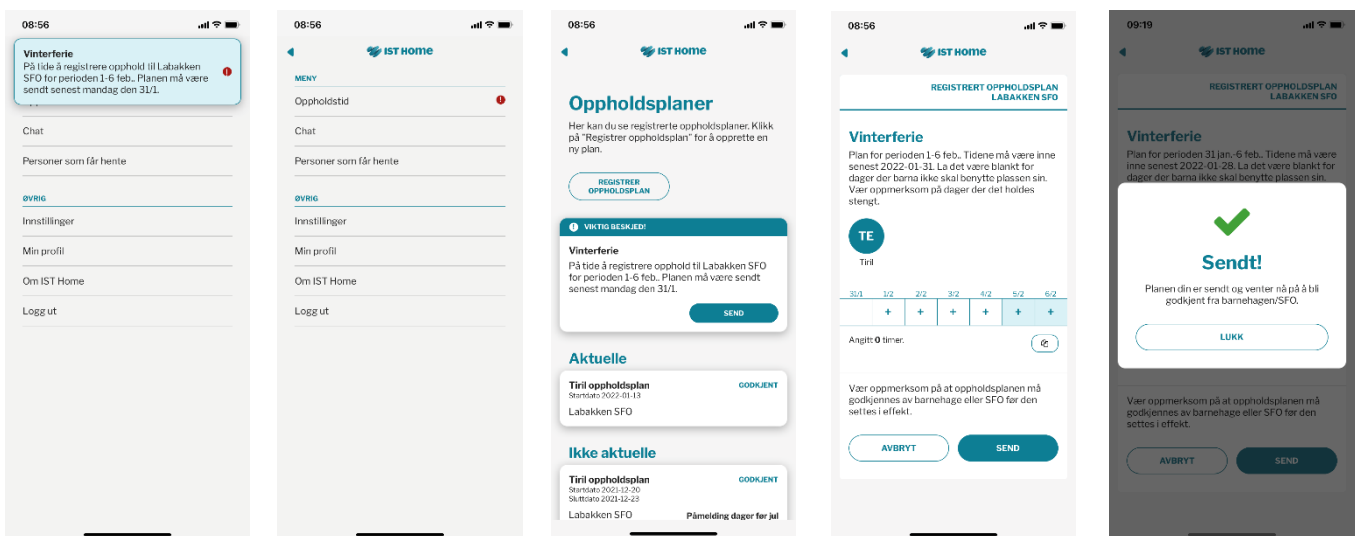 08:56
Vinterferie
På tide å registrere opphold til Labakken
SFO for perioden 1-6 feb.. Planen må være
sendt senest mandag den 31/1.
Chat
Personer som får hente
ØVRIG
Innstillinger
Min profil
Om IST Home
Logg ut
08:56
IST HOME
MENY
Oppholdstid
Chat
Personer som får hente
ØVRIG
Innstillinger
Min profil
Om IST Home
Logg ut
08:56
IST HOME
Oppholdsplaner
Her kan du se registrerte oppholdsplaner. Klikk
på "Registrer oppholdsplan" for å opprette en
ny plan.
REGISTRER
OPPHOLDSPLAN
VIKTIG BESKJED!
Vinterferie
På tide å registrere opphold til Labakken SFO
for perioden 1-6 feb.. Planen må være sendt
senest mandag den 31/1.
SEND
Aktuelle
Tiril oppholdsplan GODKJENT
Startdato 2022-01-13
Labakken SFO
Ikke aktuelle
Tiril oppholdsplan GODKJENT
Startdato 2021-12-20
Sluttdato 2021-12-23
Labakken SFO Påmelding dager før jul
08:56
IST HOME
REGISTRERT OPPHOLDSPLAN
LABAKKEN SFO
Vinterferie
Plan for perioden 1-6 feb.. Tidene må være inne
senest 2022-01-31. La det være blankt for
dager der barna ikke skal benytte plassen sin.
Vær oppmerksom på dager der det holdes
stengt.
TE
Tiril
31/1 1/2 2/2 3/2 4/2 5/2 6/2
+ + + + + +
Angitt 0 timer.
Vær oppmerksom på at oppholdsplanen må
godkjennes av barnehage eller SFO før den
settes i effekt.
AVBRYT SEND
09:19
IST HOME
REGISTRERT OPPHOLDSPLAN
LABAKKEN SFO
Vinterferie
Plan for perioden 31 jan.-6 feb.. Tidene må være
inne senest 2022-01-28. La det være blankt for
dager der barna ikke skal benytte plassen sin.
Sendt!
Planen din er sendt og venter nå på å bli
godkjent fra barnehagen/SFO.
LUKK
Vær oppmerksom på at oppholdsplanen må
godkjennes av barnehage eller SFO før den
settes i effekt.
AVBRYT SEND